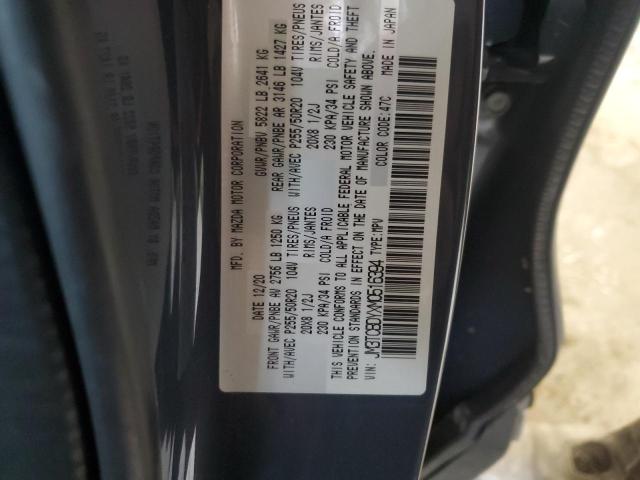 MFD. BY MAZDA MOTOR CORPORATION
DATE 12/20 GVWR/PNBV 5822 LB 2641 KG
FRONT GAWR/PNBE AV 2756 LB 1250 KG REAR GAWR/PNBE AR 3146 LB 1427 KG
WITH/AVEC P255/50R20 104V TIRES/PNEUS WITH/AVEC P255/50R20 104V TIRES/PNEUS
20X8 1/2J RIMS/JANTES 20X8 1/2J RIMS/JANTES
230 KPA/34 PSI COLD/A FROID 230 KPA/34 PSI COLD/A FROID
THIS VEHICLE CONFORMS TO ALL APPLICABLE FEDERAL MOTOR VEHICLE SAFETY AND THEFT
PREVENTION STANDARDS IN EFFECT ON THE DATE OF MANUFACTURE SHOWN ABOVE.
VIN: JM3TCBDYXM0516394 TYPE: MPV COLOR CODE: 47C MADE IN JAPAN